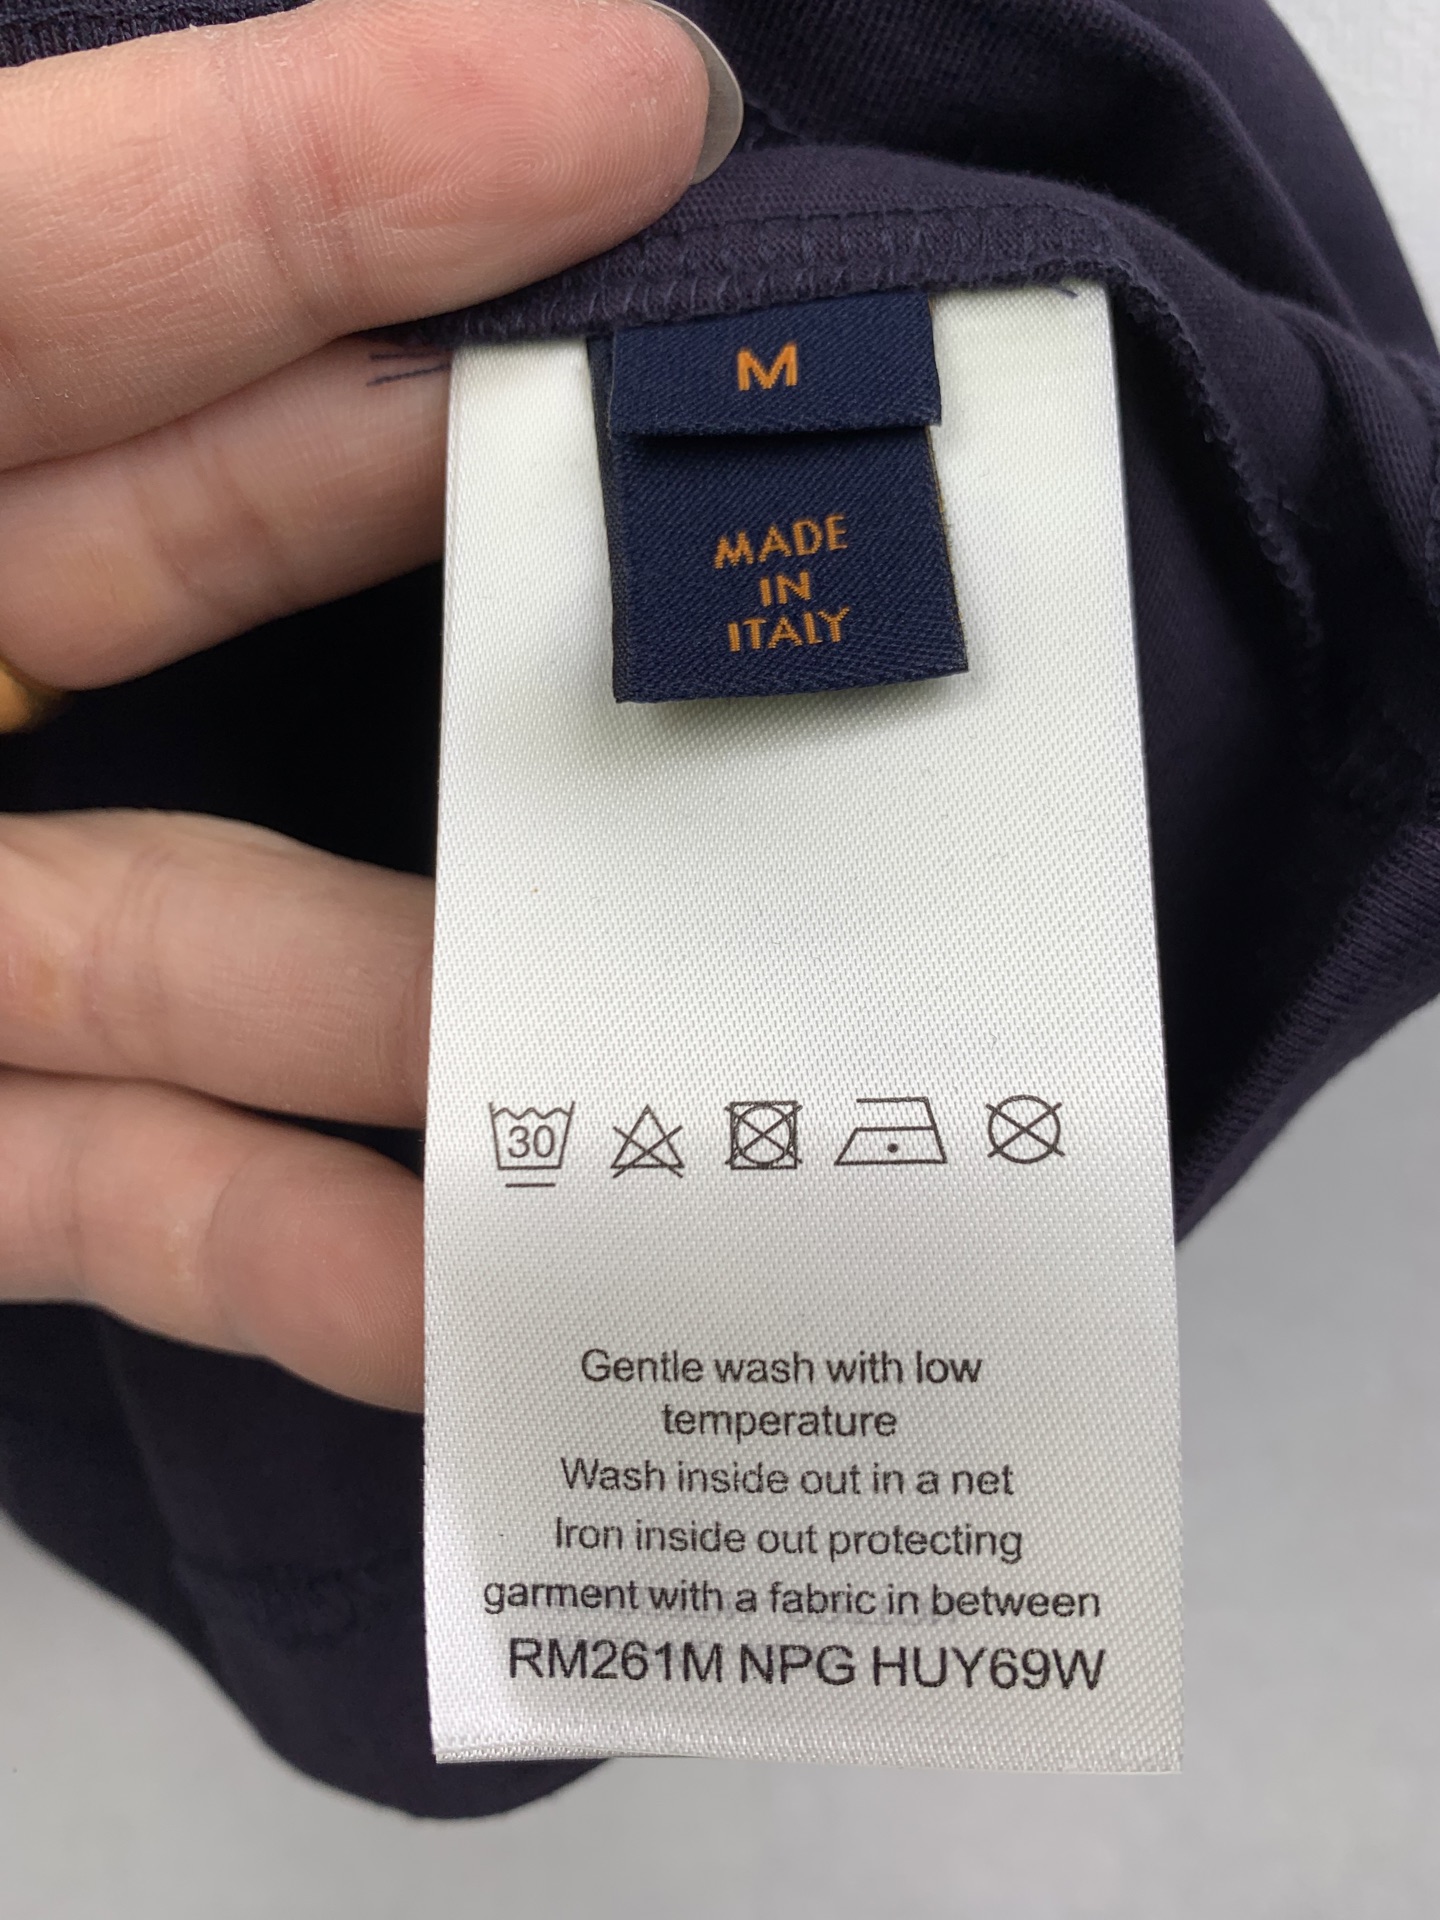 M
MADE
IN
ITALY
30
Gentle wash with low
temperature
Wash inside out in a net
Iron inside out protecting
garment with a fabric in between
RM261M NPG HUY69W